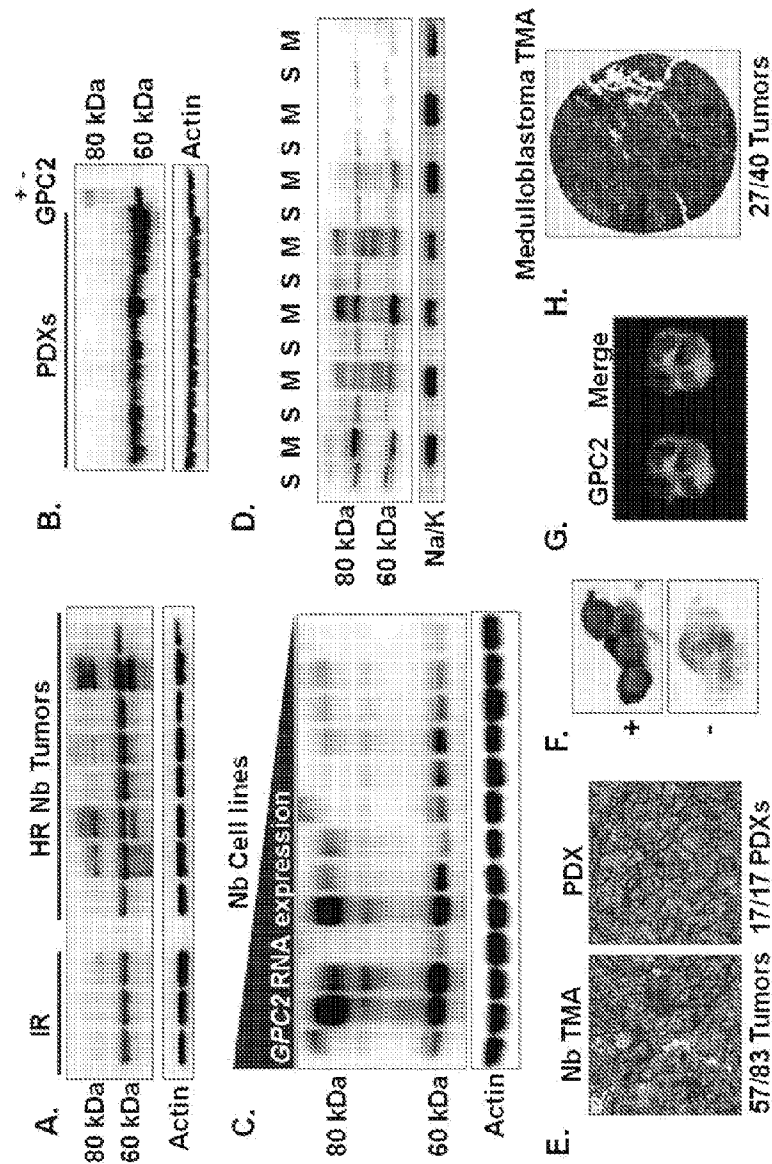 A.
IR
HR Nb Tumors
80 kDa
60 kDa
Actin
B.
PDXs
+ -
GPC2
80 kDa
60 kDa
Actin
C.
Nb Cell lines
GPC2 RNA expression
80 kDa
60 kDa
Actin
D.
S M S M S M S M S M S M S M
80 kDa
60 kDa
Na/K
E.
Nb TMA
PDX
57/83 Tumors
17/17 PDXs
F.
+
-
G.
GPC2 Merge
H.
Medulloblastoma TMA
27/40 Tumors